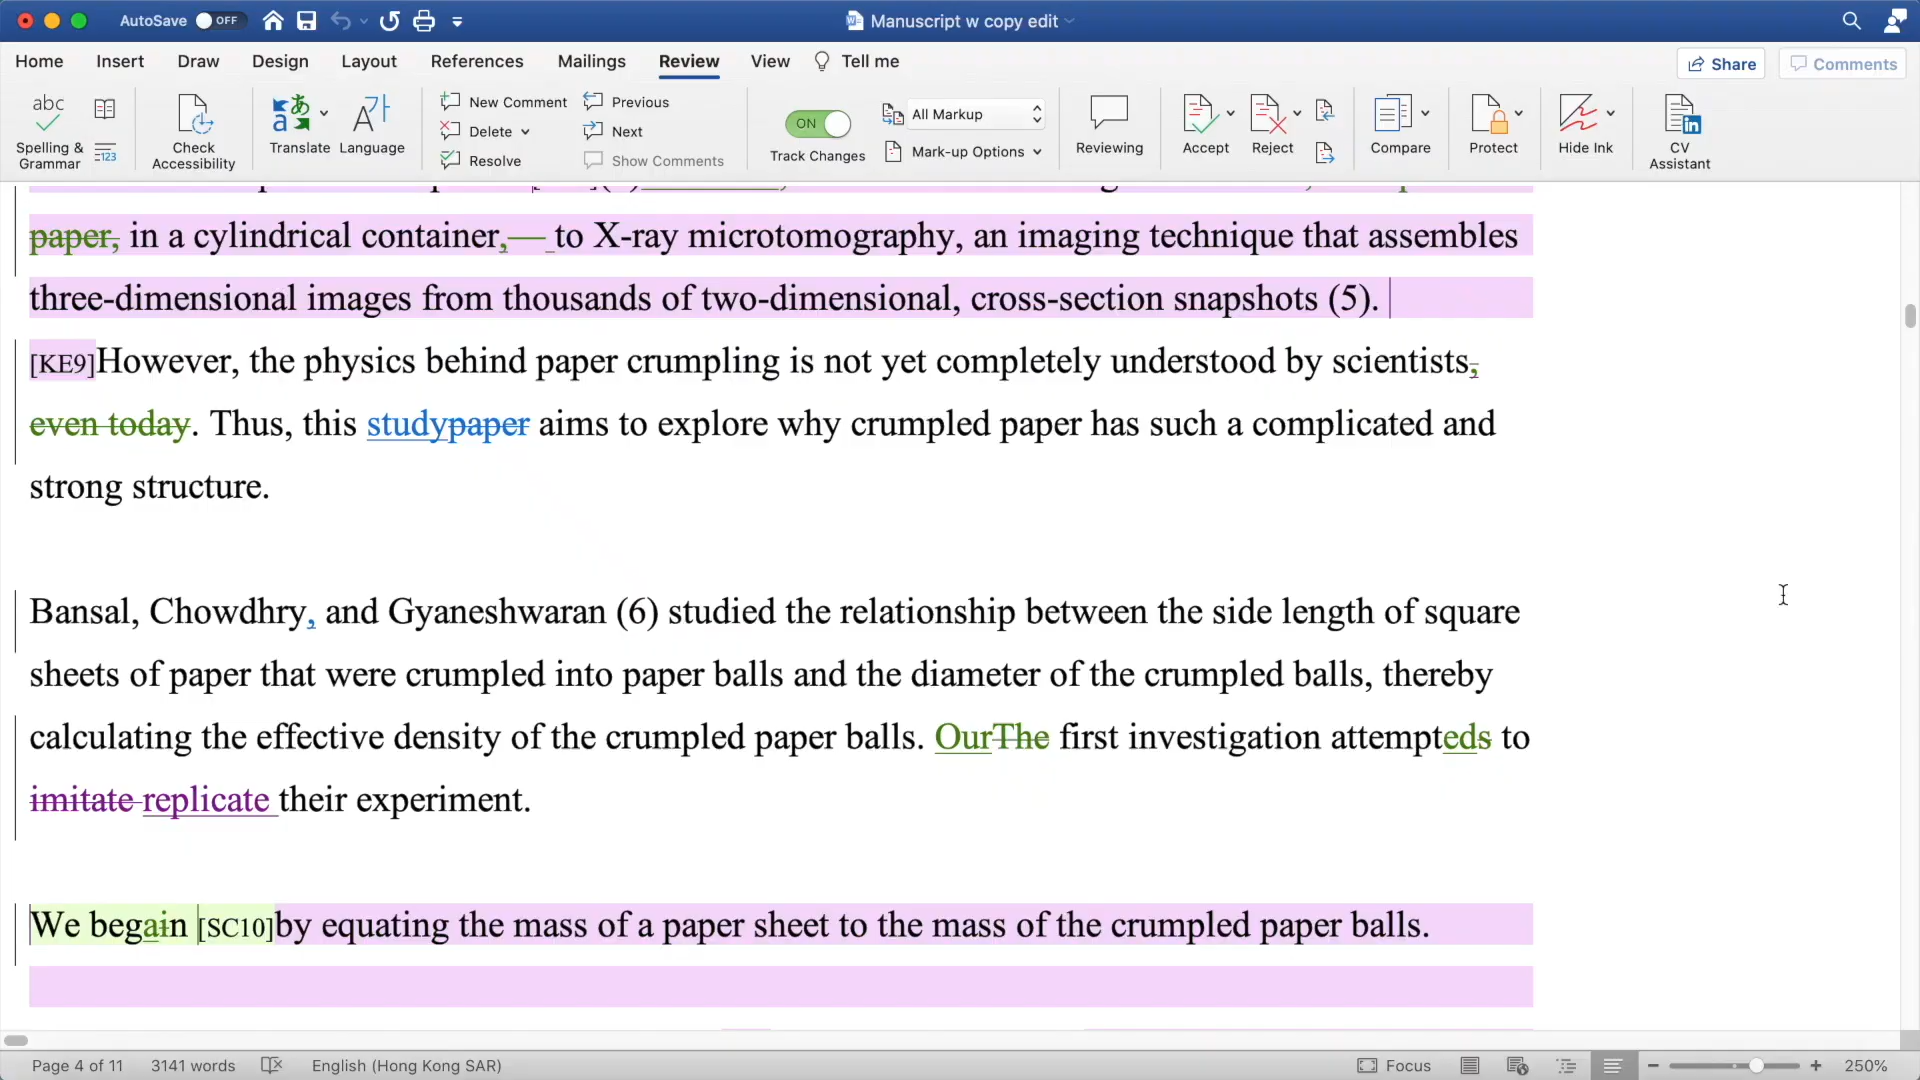 AutoSave OFF
Manuscript w copy edit
Home Insert Draw Design Layout References Mailings Review View Tell me
Share Comments
abc
Spelling & Grammar
123
Check Accessibility
Translate
Language
New Comment
Delete
Resolve
Previous
Next
Show Comments
ON
Track Changes
All Markup
Mark-up Options
Reviewing
Accept
Reject
Compare
Protect
Hide Ink
CV Assistant
paper, in a cylindrical container,— to X-ray microtomography, an imaging technique that assembles
three-dimensional images from thousands of two-dimensional, cross-section snapshots (5).
[KE9]However, the physics behind paper crumpling is not yet completely understood by scientists,
even today. Thus, this studypaper aims to explore why crumpled paper has such a complicated and
strong structure.
Bansal, Chowdhry, and Gyaneshwaran (6) studied the relationship between the side length of square
sheets of paper that were crumpled into paper balls and the diameter of the crumpled balls, thereby
calculating the effective density of the crumpled paper balls. OurThe first investigation attempteds to
imitate replicate their experiment.
We begain [SC10]by equating the mass of a paper sheet to the mass of the crumpled paper balls.
Page 4 of 11 3141 words English (Hong Kong SAR) Focus 250%